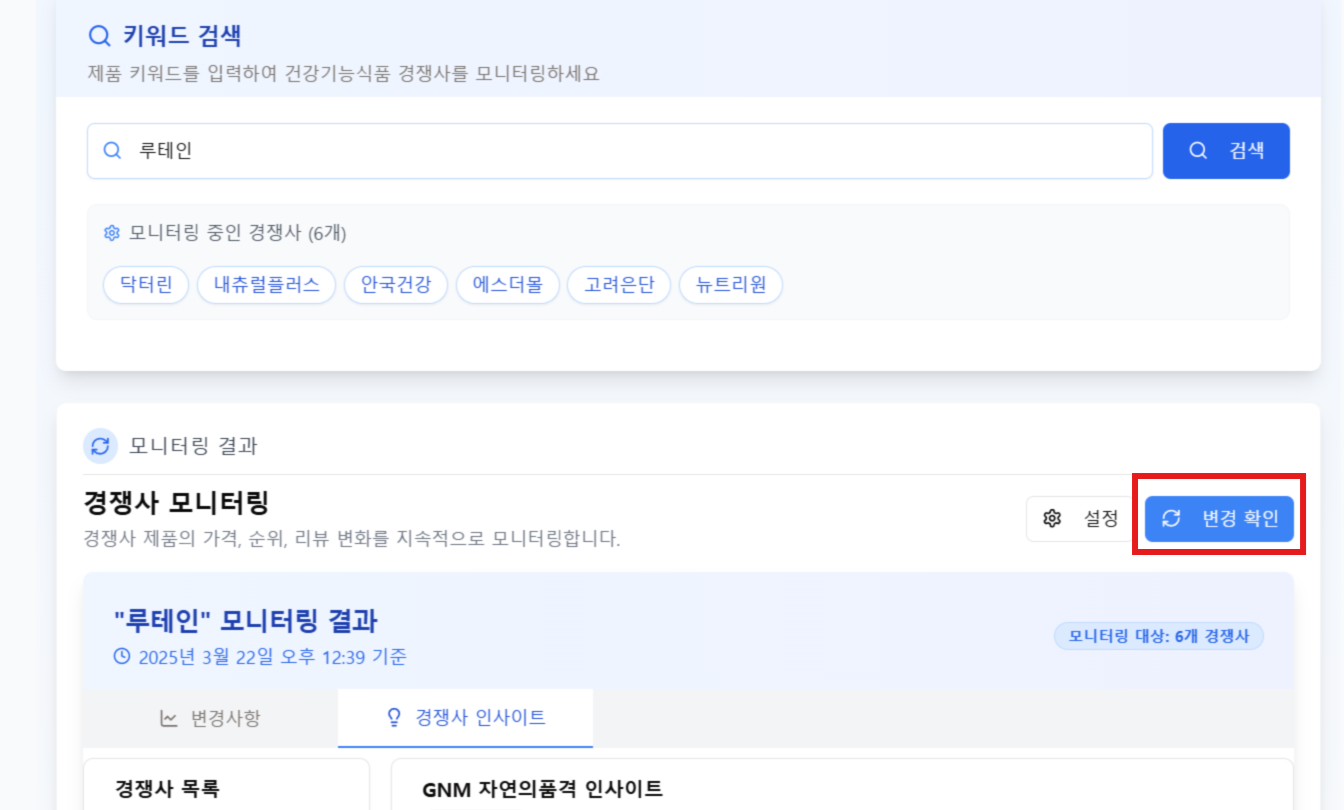 키워드 검색
제품 키워드를 입력하여 건강기능식품 경쟁사를 모니터링하세요
루테인
검색
모니터링 중인 경쟁사 (6개)
닥터린 내츄럴플러스 안국건강 에스더몰 고려은단 뉴트리원
모니터링 결과
경쟁사 모니터링
경쟁사 제품의 가격, 순위, 리뷰 변화를 지속적으로 모니터링합니다.
설정
변경 확인
"루테인" 모니터링 결과
2025년 3월 22일 오후 12:39 기준
모니터링 대상: 6개 경쟁사
변경사항
경쟁사 인사이트
경쟁사 목록
GNM 자연의품격 인사이트